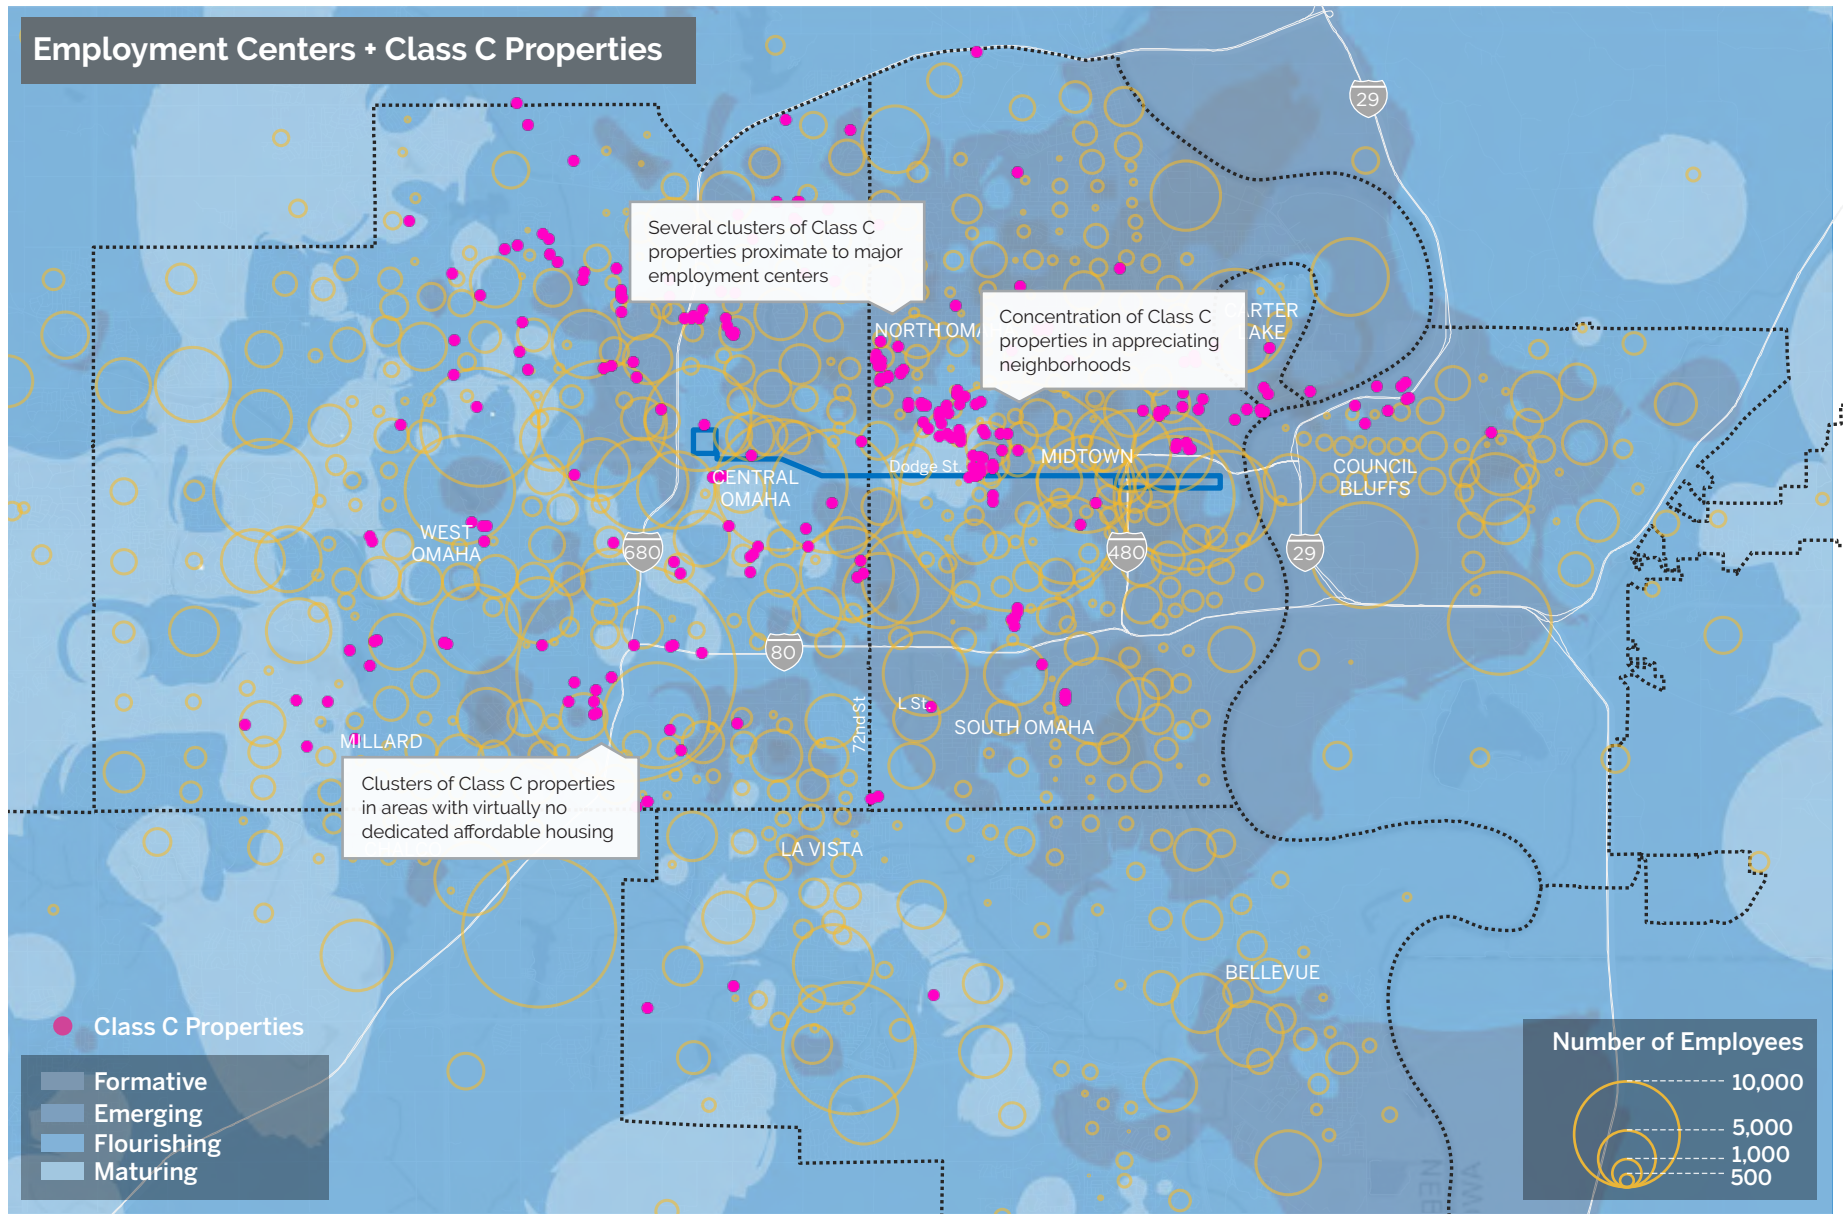 Employment Centers + Class C Properties
29
Several clusters of Class C
properties proximate to major
employment centers
Concentration of Class C
properties in appreciating
neighborhoods
CARTER
LAKE
NORTH OMAHA
Dodge St.
MIDTOWN
CENTRAL
OMAHA
COUNCIL
BLUFFS
WEST
OMAHA
680
480
29
80
72nd St
L St.
SOUTH OMAHA
MILLARD
Clusters of Class C properties
in areas with virtually no
dedicated affordable housing
LA VISTA
BELLEVUE
Class C Properties
Formative
Emerging
Flourishing
Maturing
Number of Employees
10,000
5,000
1,000
500